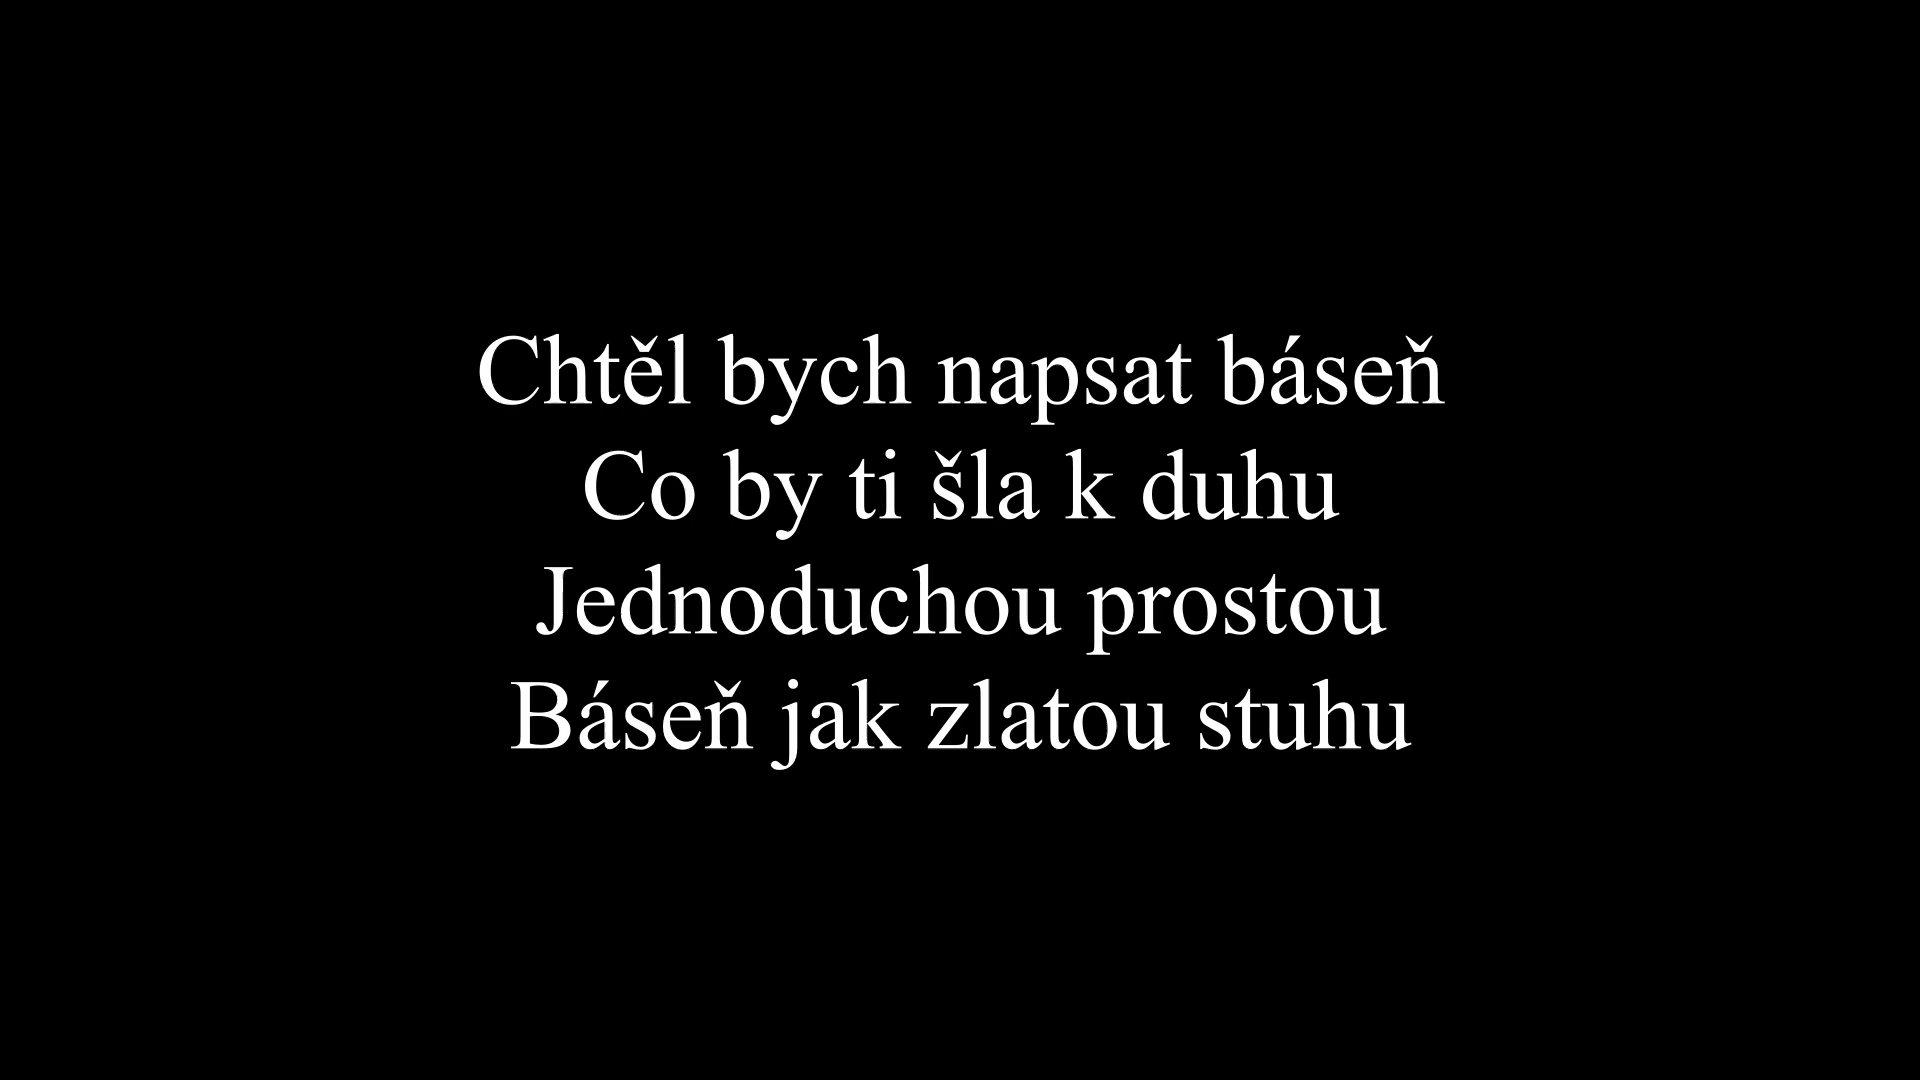 Chtěl bych napsat báseň
Co by ti šla k duhu
Jednoduchou prostou
Báseň jak zlatou stuhu